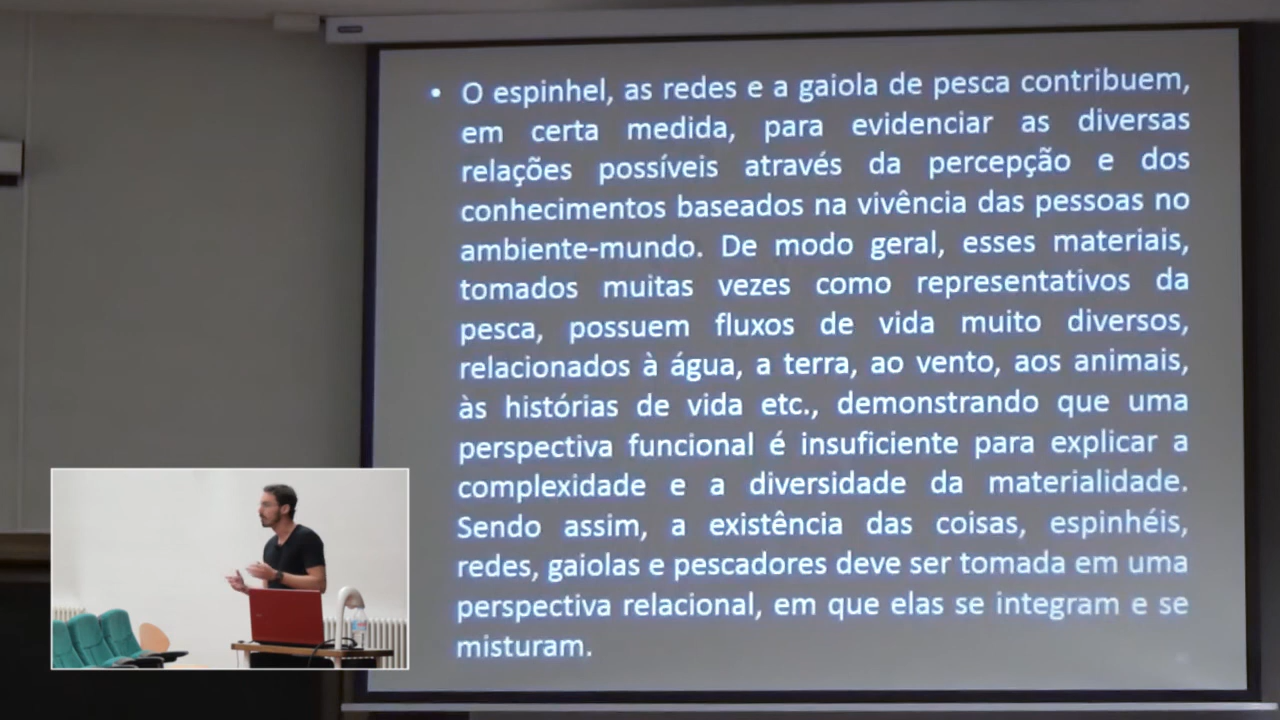 • O espinhel, as redes e a gaiola de pesca contribuem,
em certa medida, para evidenciar as diversas
relações possíveis através da percepção e dos
conhecimentos baseados na vivência das pessoas no
ambiente-mundo. De modo geral, esses materiais,
tomados muitas vezes como representativos da
pesca, possuem fluxos de vida muito diversos,
relacionados à água, a terra, ao vento, aos animais,
às histórias de vida etc., demonstrando que uma
perspectiva funcional é insuficiente para explicar a
complexidade e a diversidade da materialidade.
Sendo assim, a existência das coisas, espinhéis,
redes, gaiolas e pescadores deve ser tomada em uma
perspectiva relacional, em que elas se integram e se
misturam.